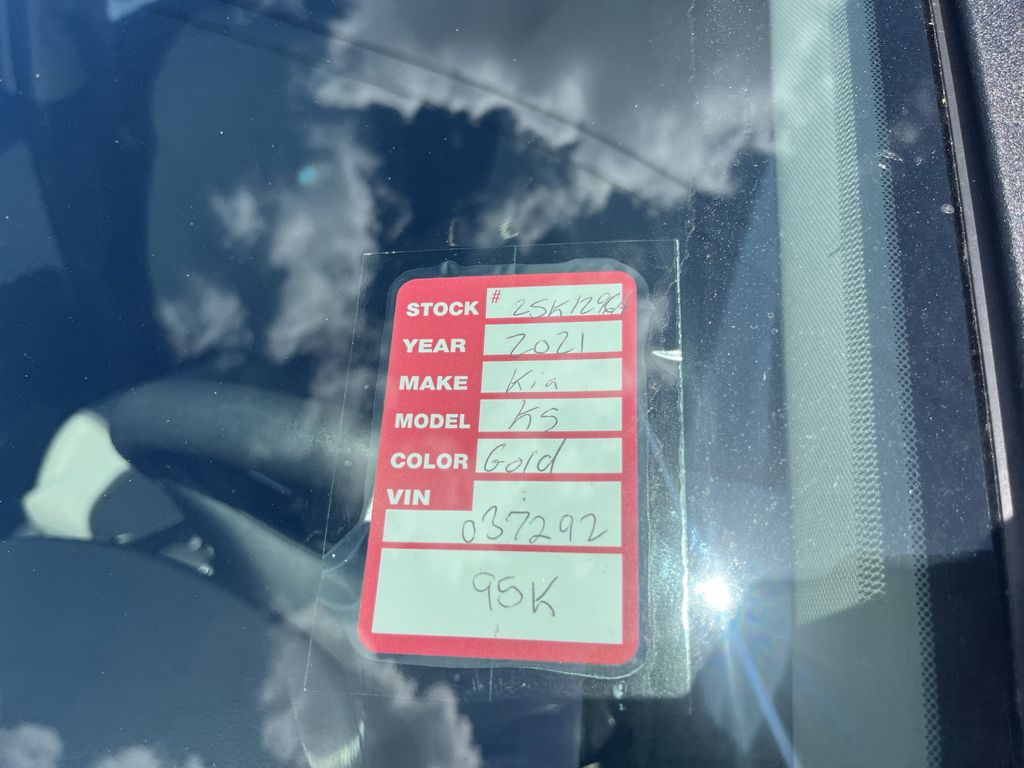 STOCK #
YEAR 2021
MAKE Kia
MODEL K5
COLOR Gold
VIN
037292
95K